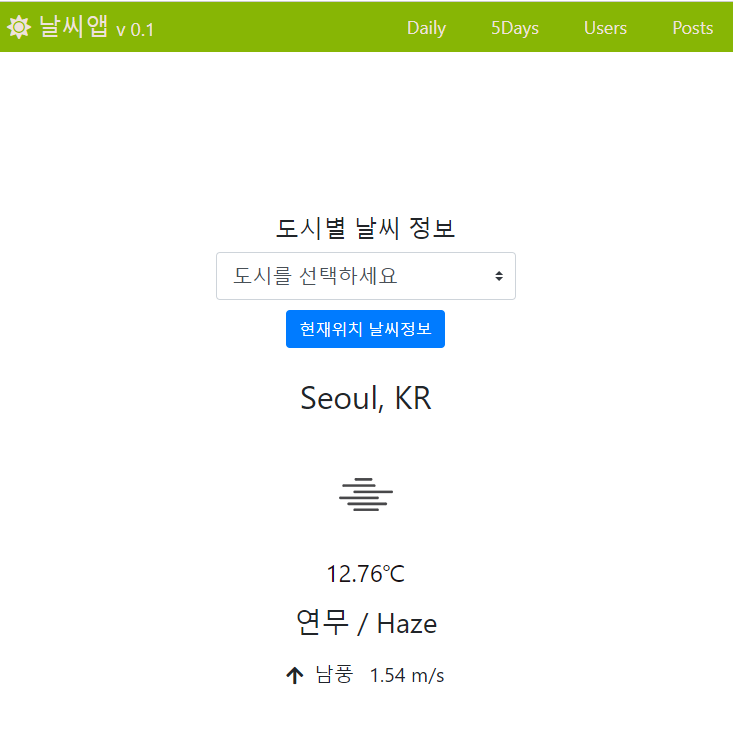 날씨앱 v 0.1 Daily 5Days Users Posts
도시별 날씨 정보
도시를 선택하세요
현재위치 날씨정보
Seoul, KR
12.76℃
연무 / Haze
남풍 1.54 m/s